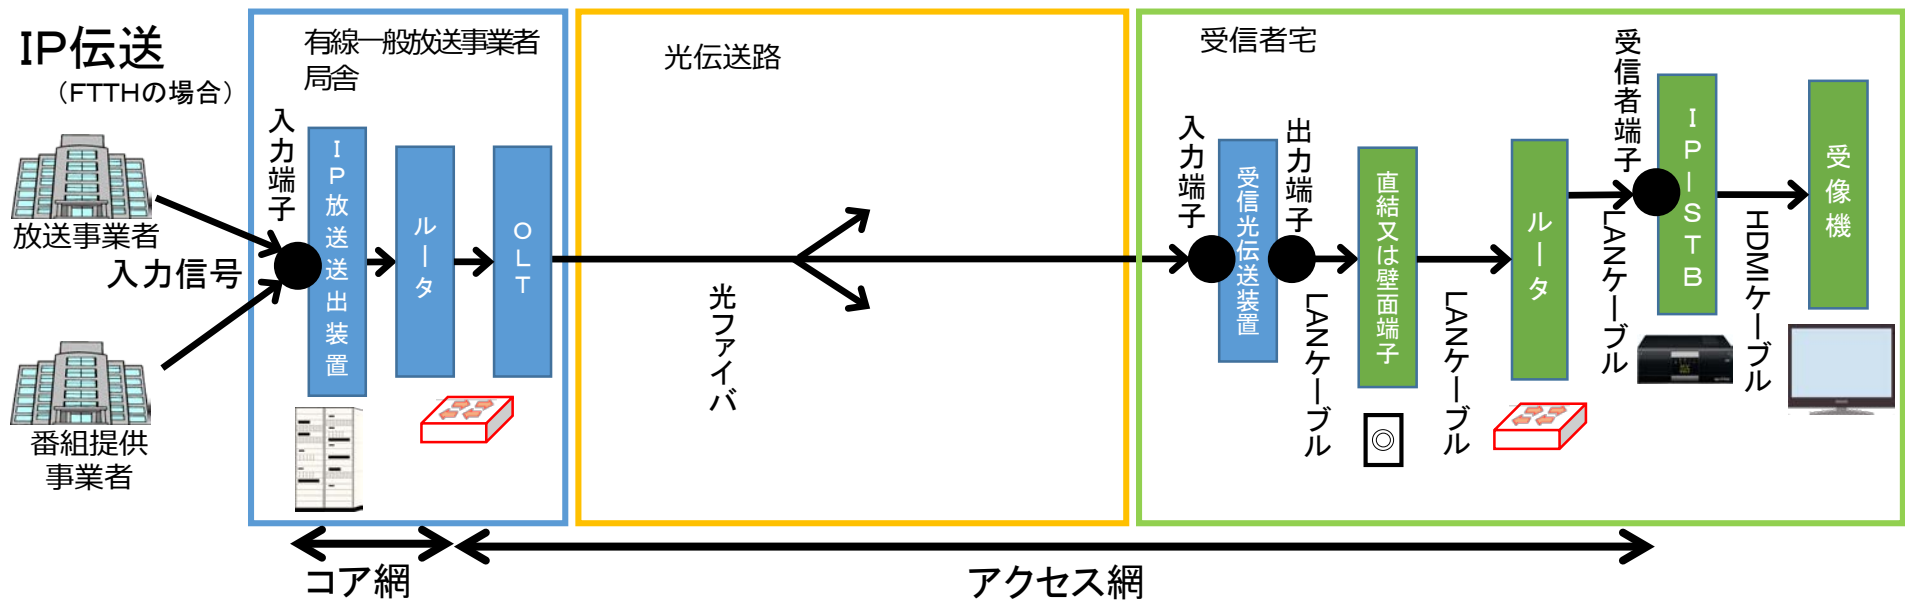 IP伝送
（FTTHの場合）
放送事業者
入力信号
番組提供
事業者
有線一般放送事業者
局舎
入力端子
IP放送送出装置
ルータ
OLT
光伝送路
光ファイバ
受信者宅
入力端子
受信光伝送装置
出力端子
LANケーブル
直結又は壁面端子
LANケーブル
ルータ
受信者端子
LANケーブル
IP-STB
HDMIケーブル
受像機
コア網
アクセス網